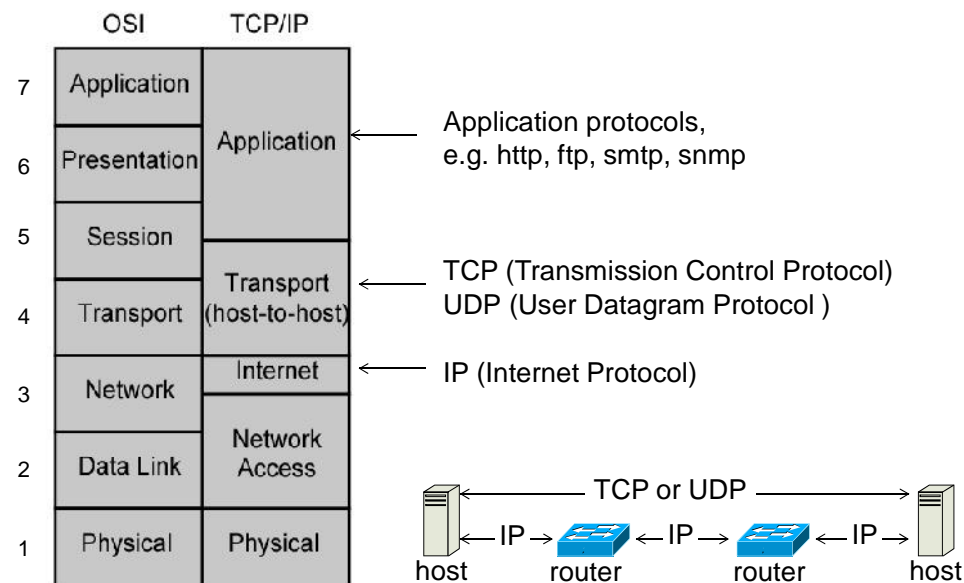 OSI TCP/IP
7 Application
Application
Application protocols,
e.g. http, ftp, smtp, snmp
6 Presentation
5 Session
Transport
(host-to-host)
TCP (Transmission Control Protocol)
UDP (User Datagram Protocol )
4 Transport
Internet
IP (Internet Protocol)
3 Network
Network
Access
2 Data Link
1 Physical
Physical
TCP or UDP
IP IP IP
host router router host